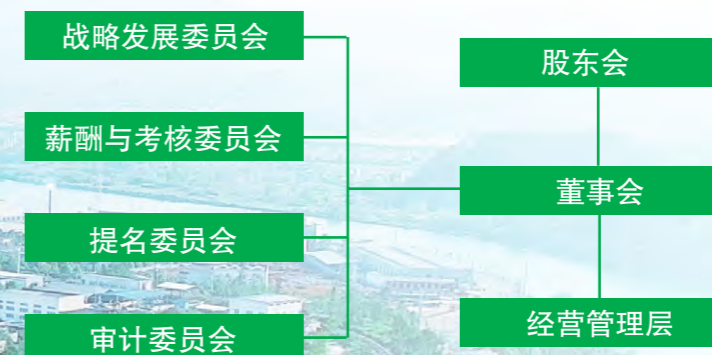 战略发展委员会
薪酬与考核委员会
提名委员会
审计委员会
股东会
董事会
经营管理层